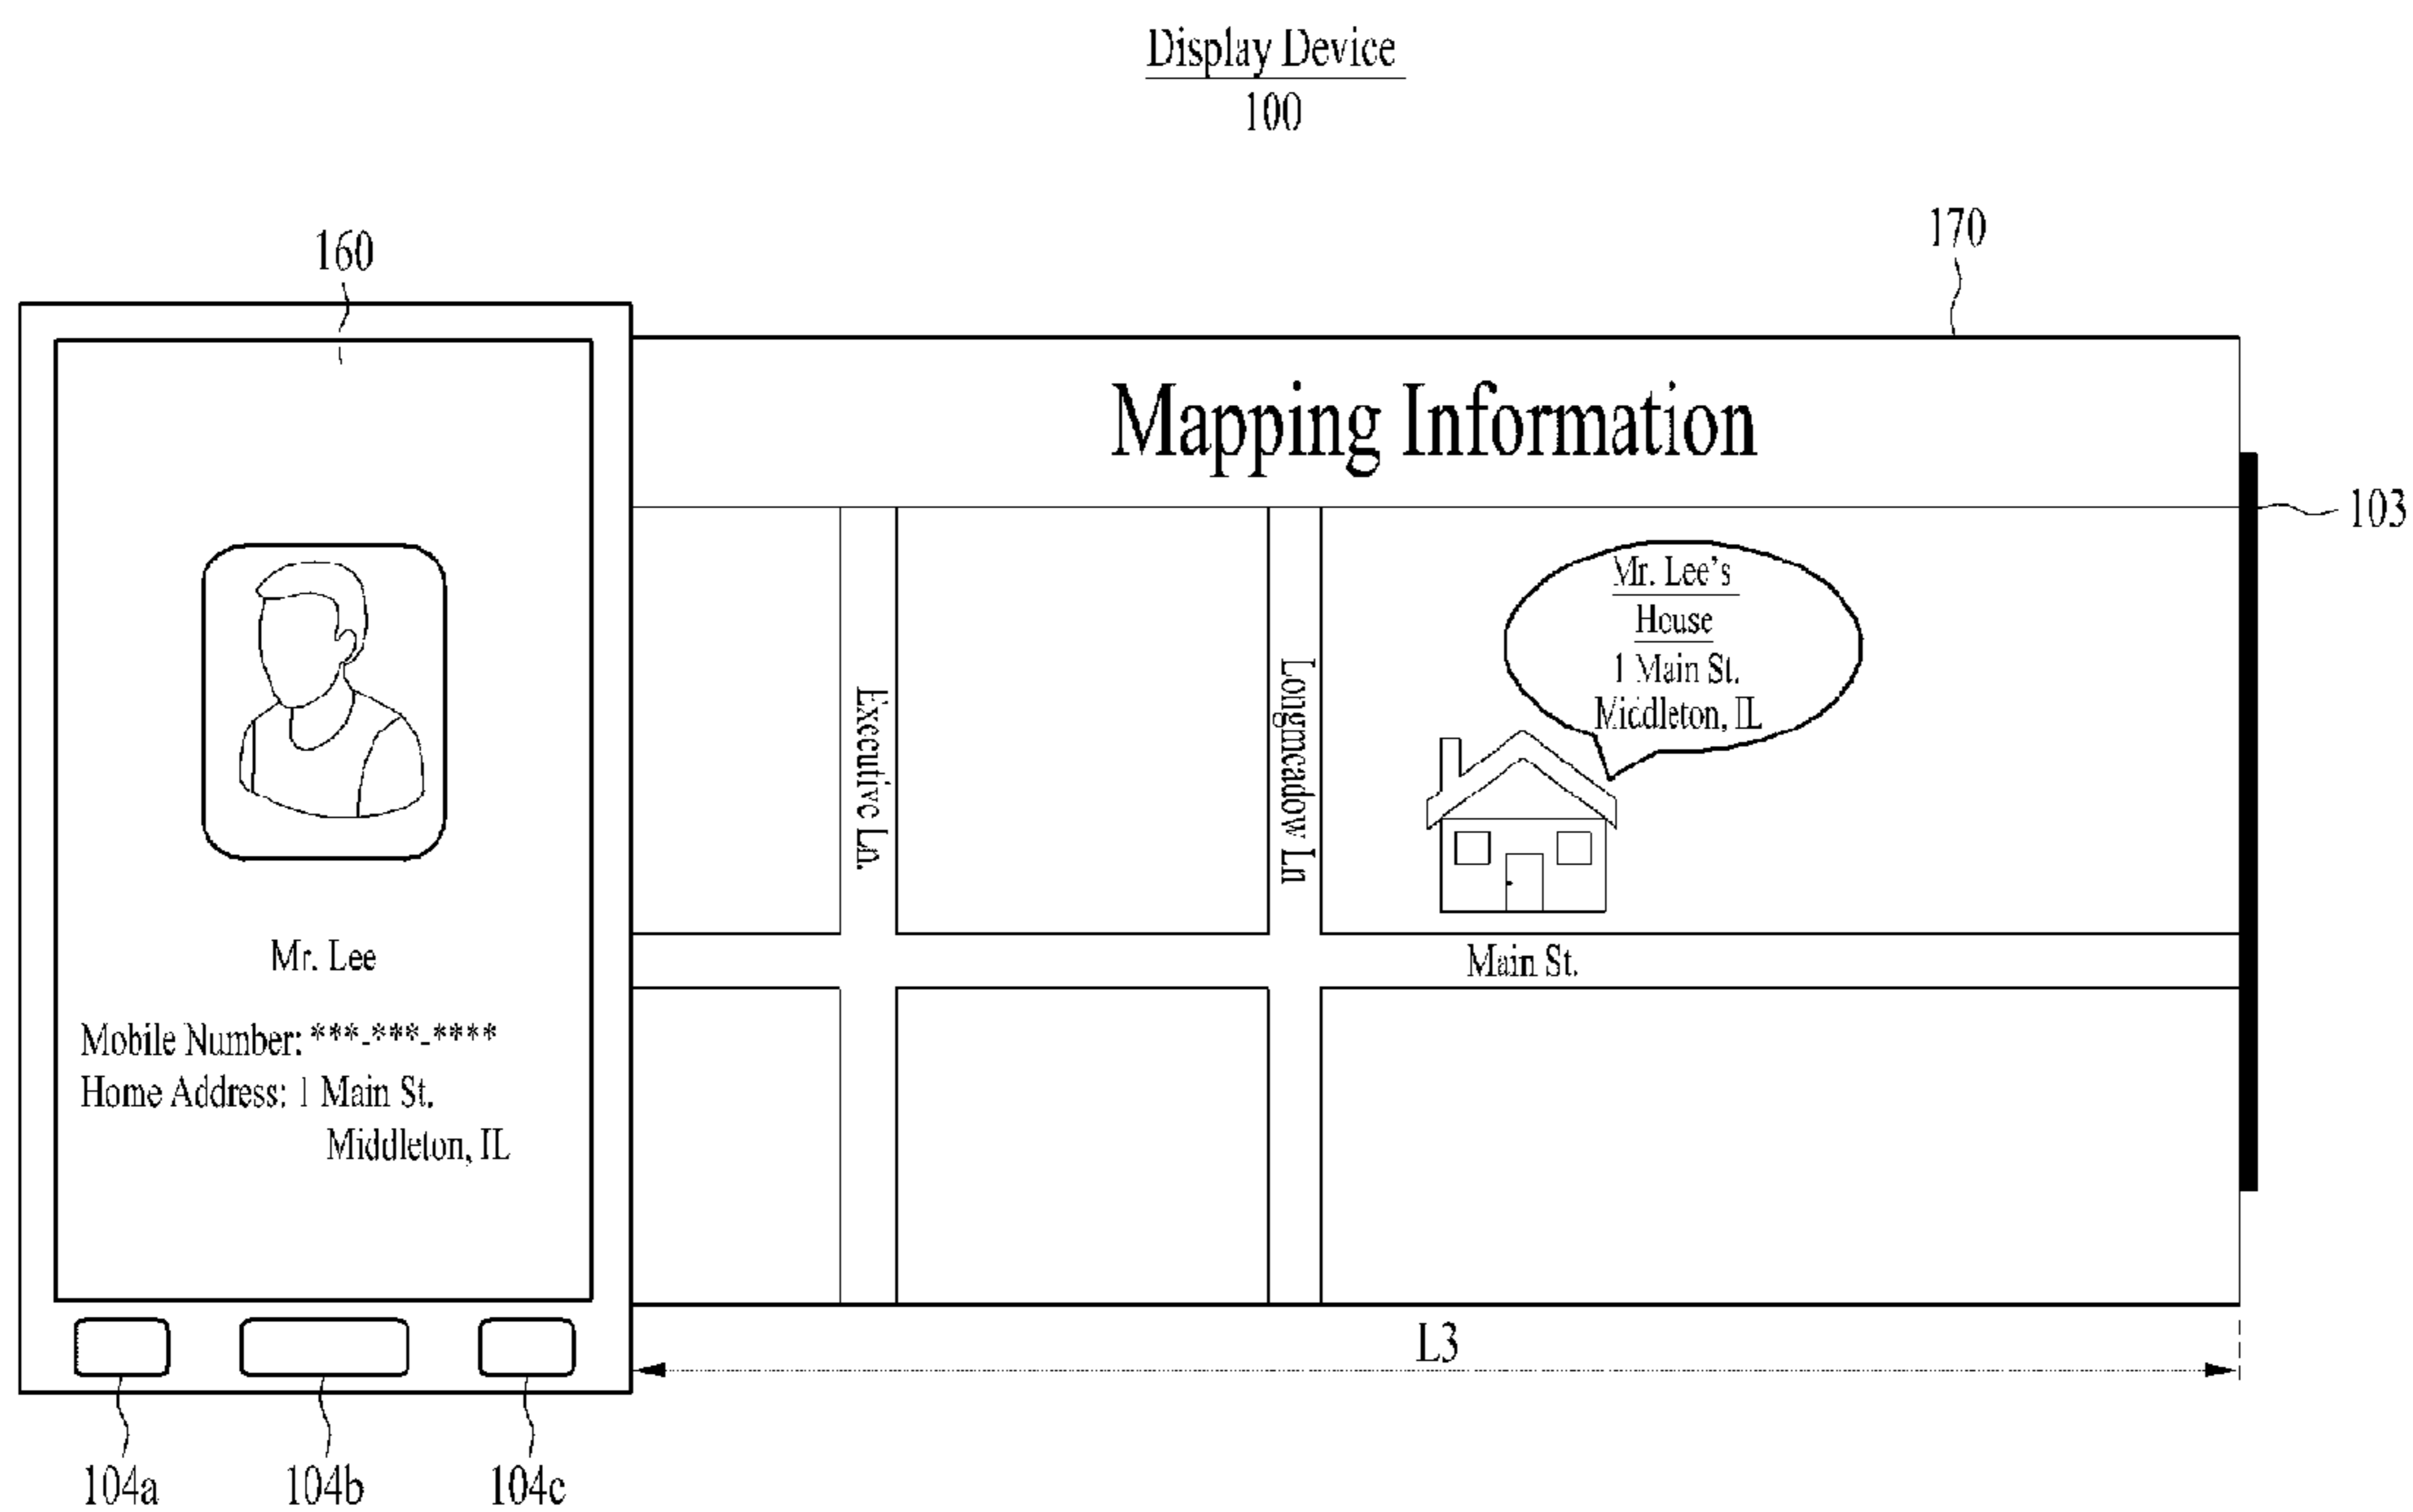 Display Device
100
160
170
Mapping Information
103
Mr. Lee's
House
1 Main St.
Middleton, IL
Executive Ln.
Longmeadow Ln
Mr. Lee
Main St.
Mobile Number: ***-***-****
Home Address: 1 Main St.
Middleton, IL
L3
104a
104b
104c